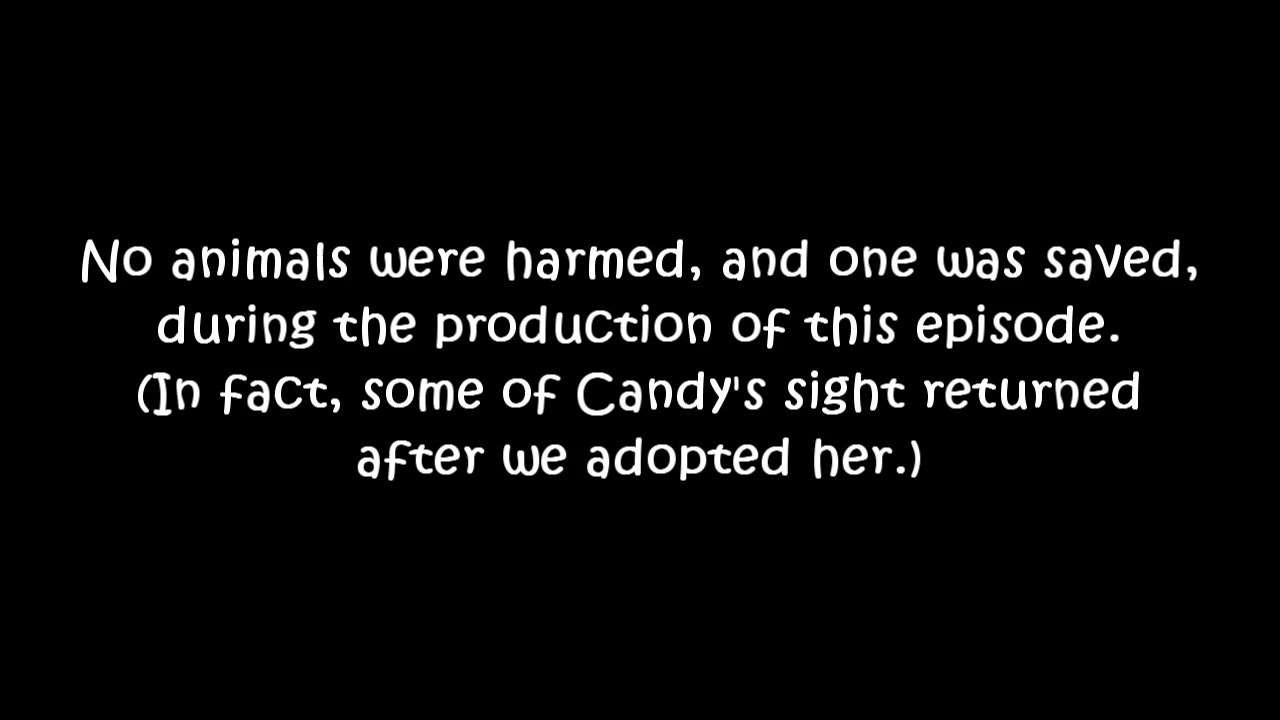 No animals were harmed, and one was saved,
during the production of this episode.
(In fact, some of Candy's sight returned
after we adopted her.)